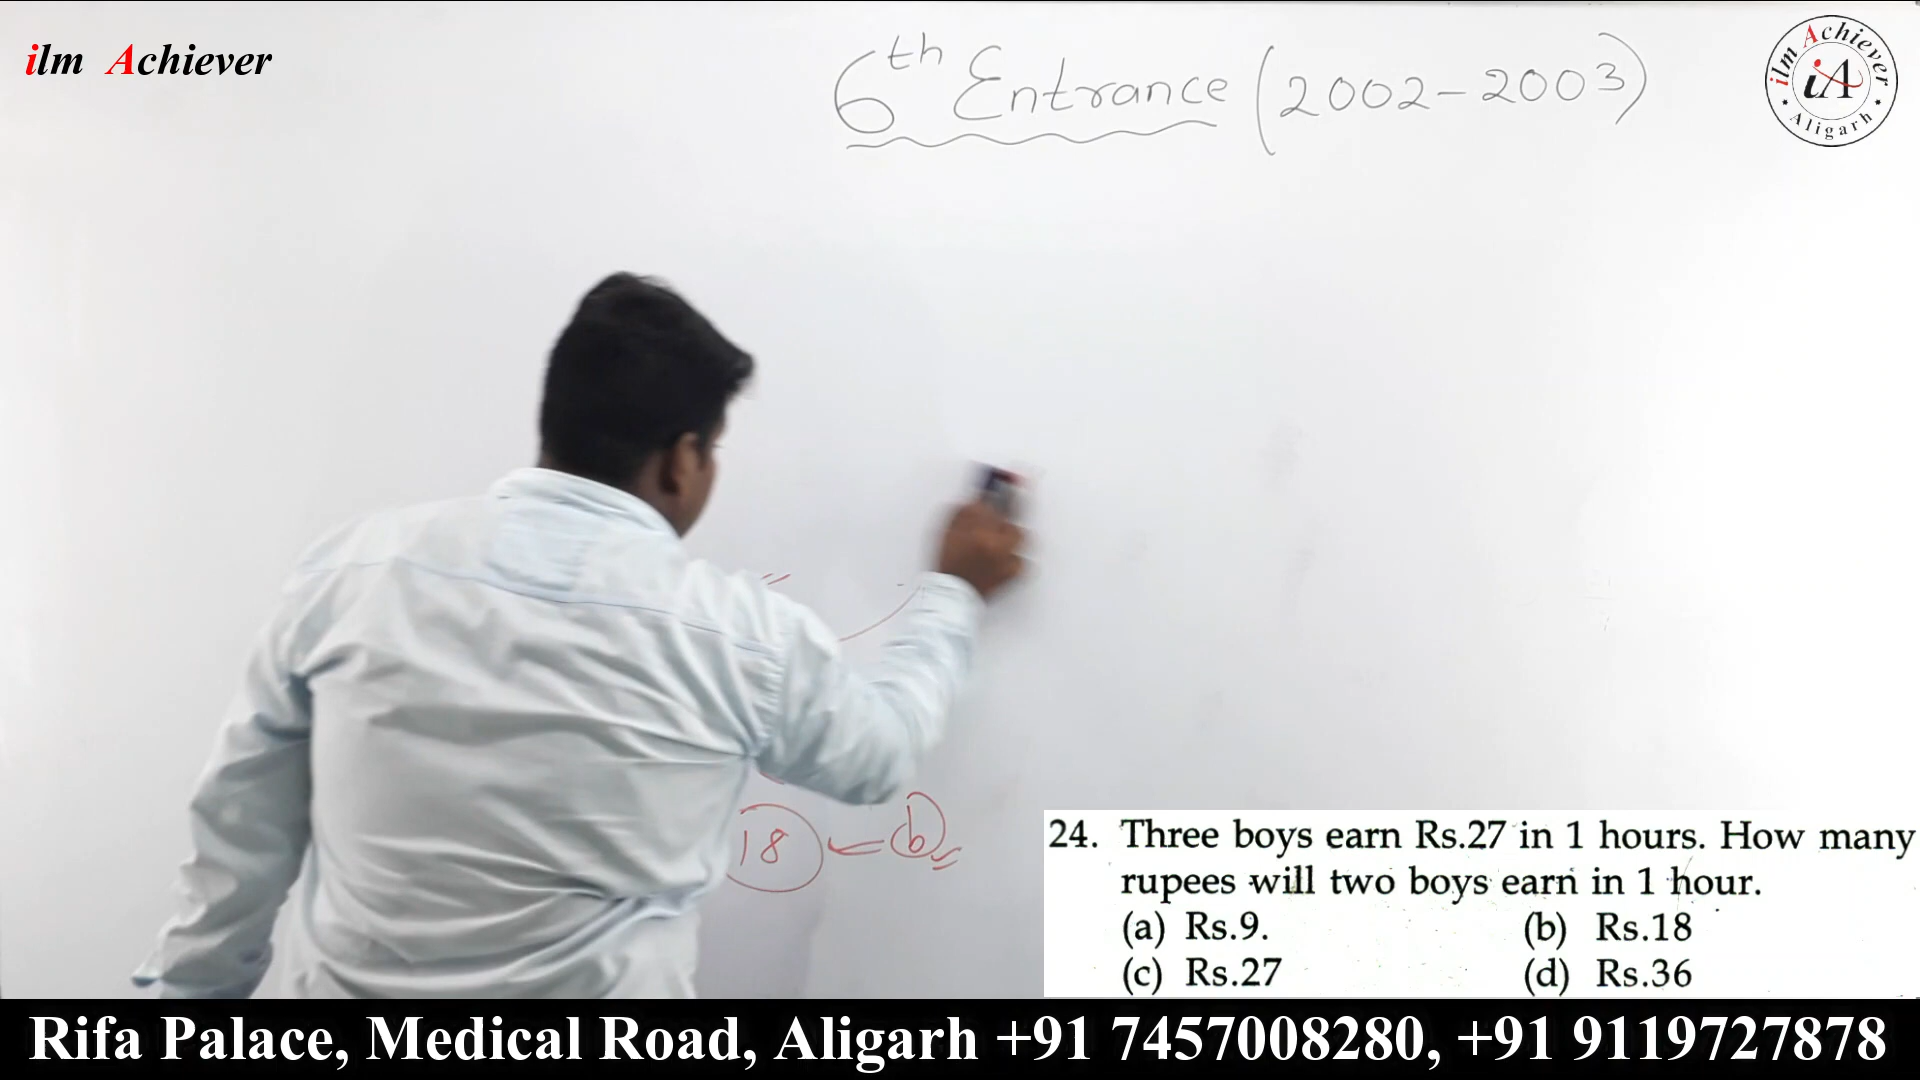 ilm Achiever
6th Entrance (2002-2003)
ilm Achiever
iA
Aligarh
18 ← b
24. Three boys earn Rs.27 in 1 hours. How many
rupees will two boys earn in 1 hour.
(a) Rs.9. (b) Rs.18
(c) Rs.27 (d) Rs.36
Rifa Palace, Medical Road, Aligarh +91 7457008280, +91 9119727878